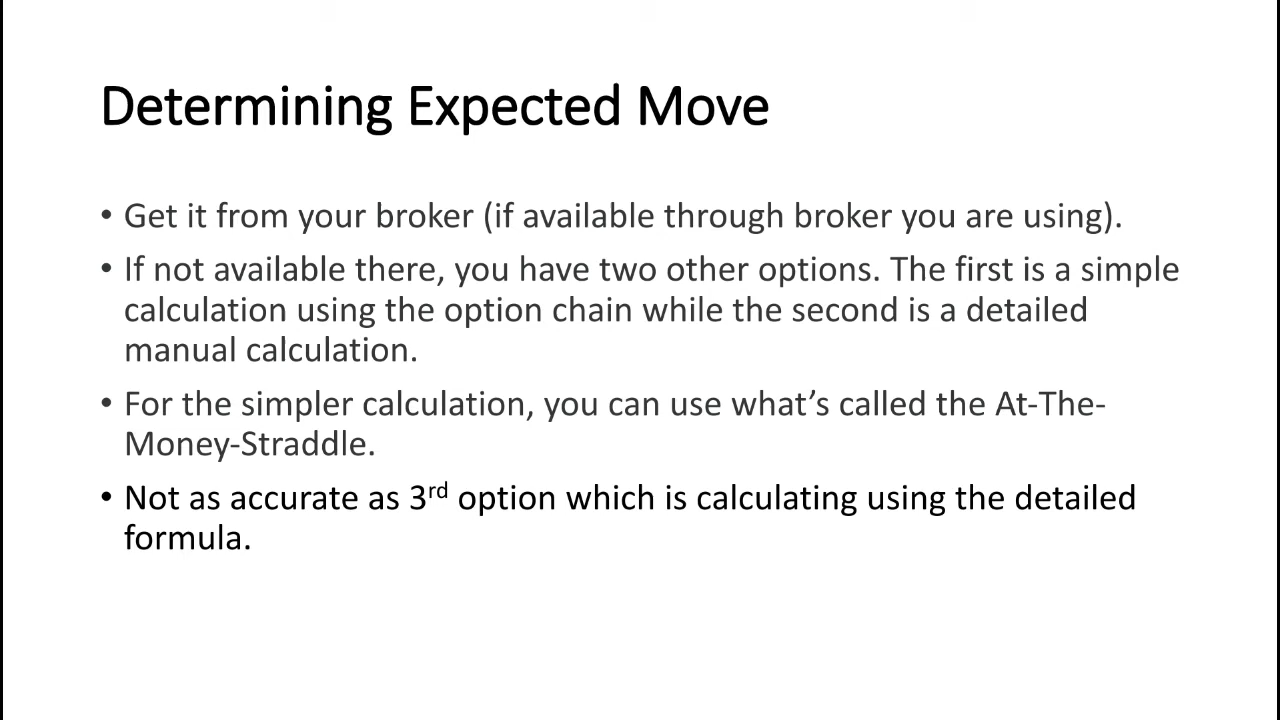 Determining Expected Move
• Get it from your broker (if available through broker you are using).
• If not available there, you have two other options. The first is a simple
calculation using the option chain while the second is a detailed
manual calculation.
• For the simpler calculation, you can use what’s called the At-The-
Money-Straddle.
• Not as accurate as 3rd option which is calculating using the detailed
formula.